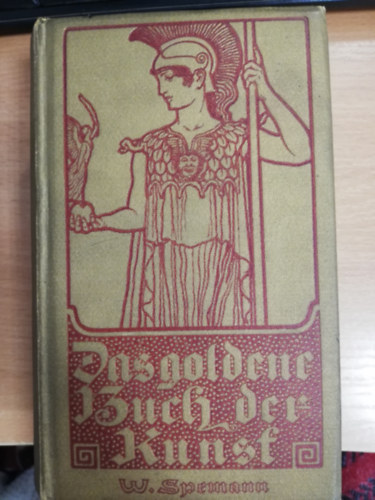 Das goldene
Buch der
Kunst
W. Spemann